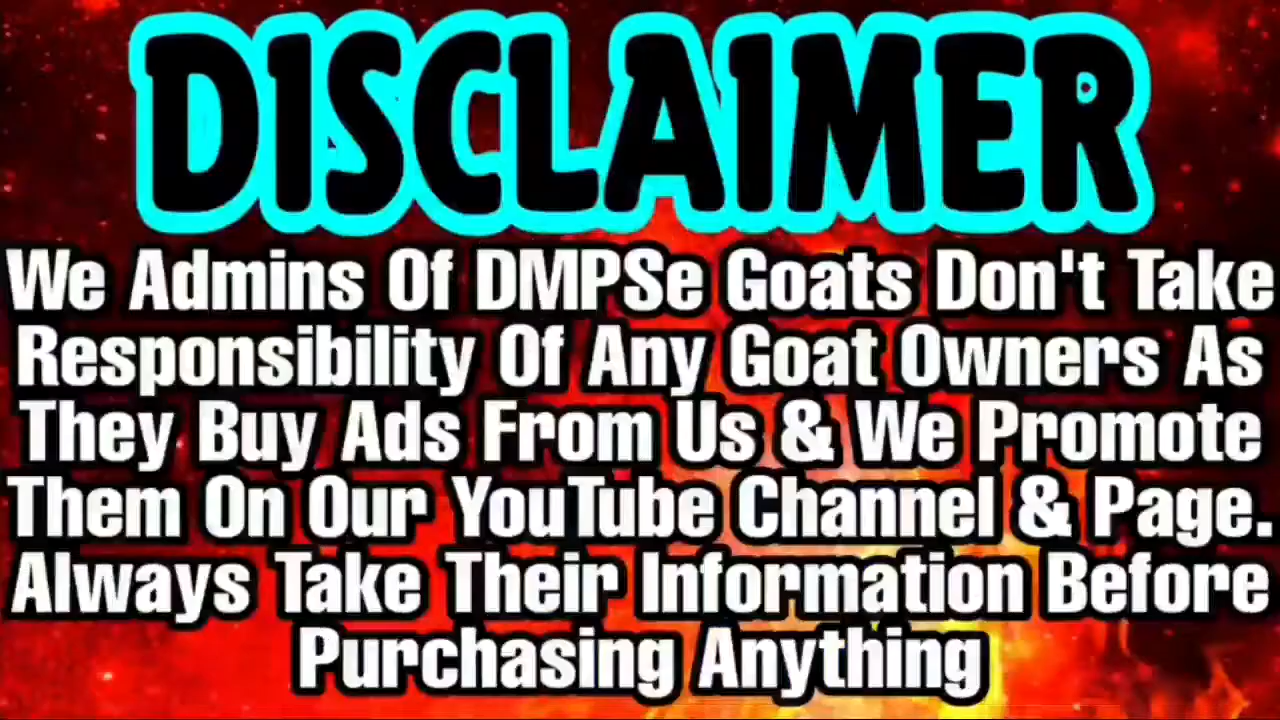 DISCLAIMER
We Admins Of DMPSe Goats Don't Take
Responsibility Of Any Goat Owners As
They Buy Ads From Us & We Promote
Them On Our YouTube Channel & Page.
Always Take Their Information Before
Purchasing Anything